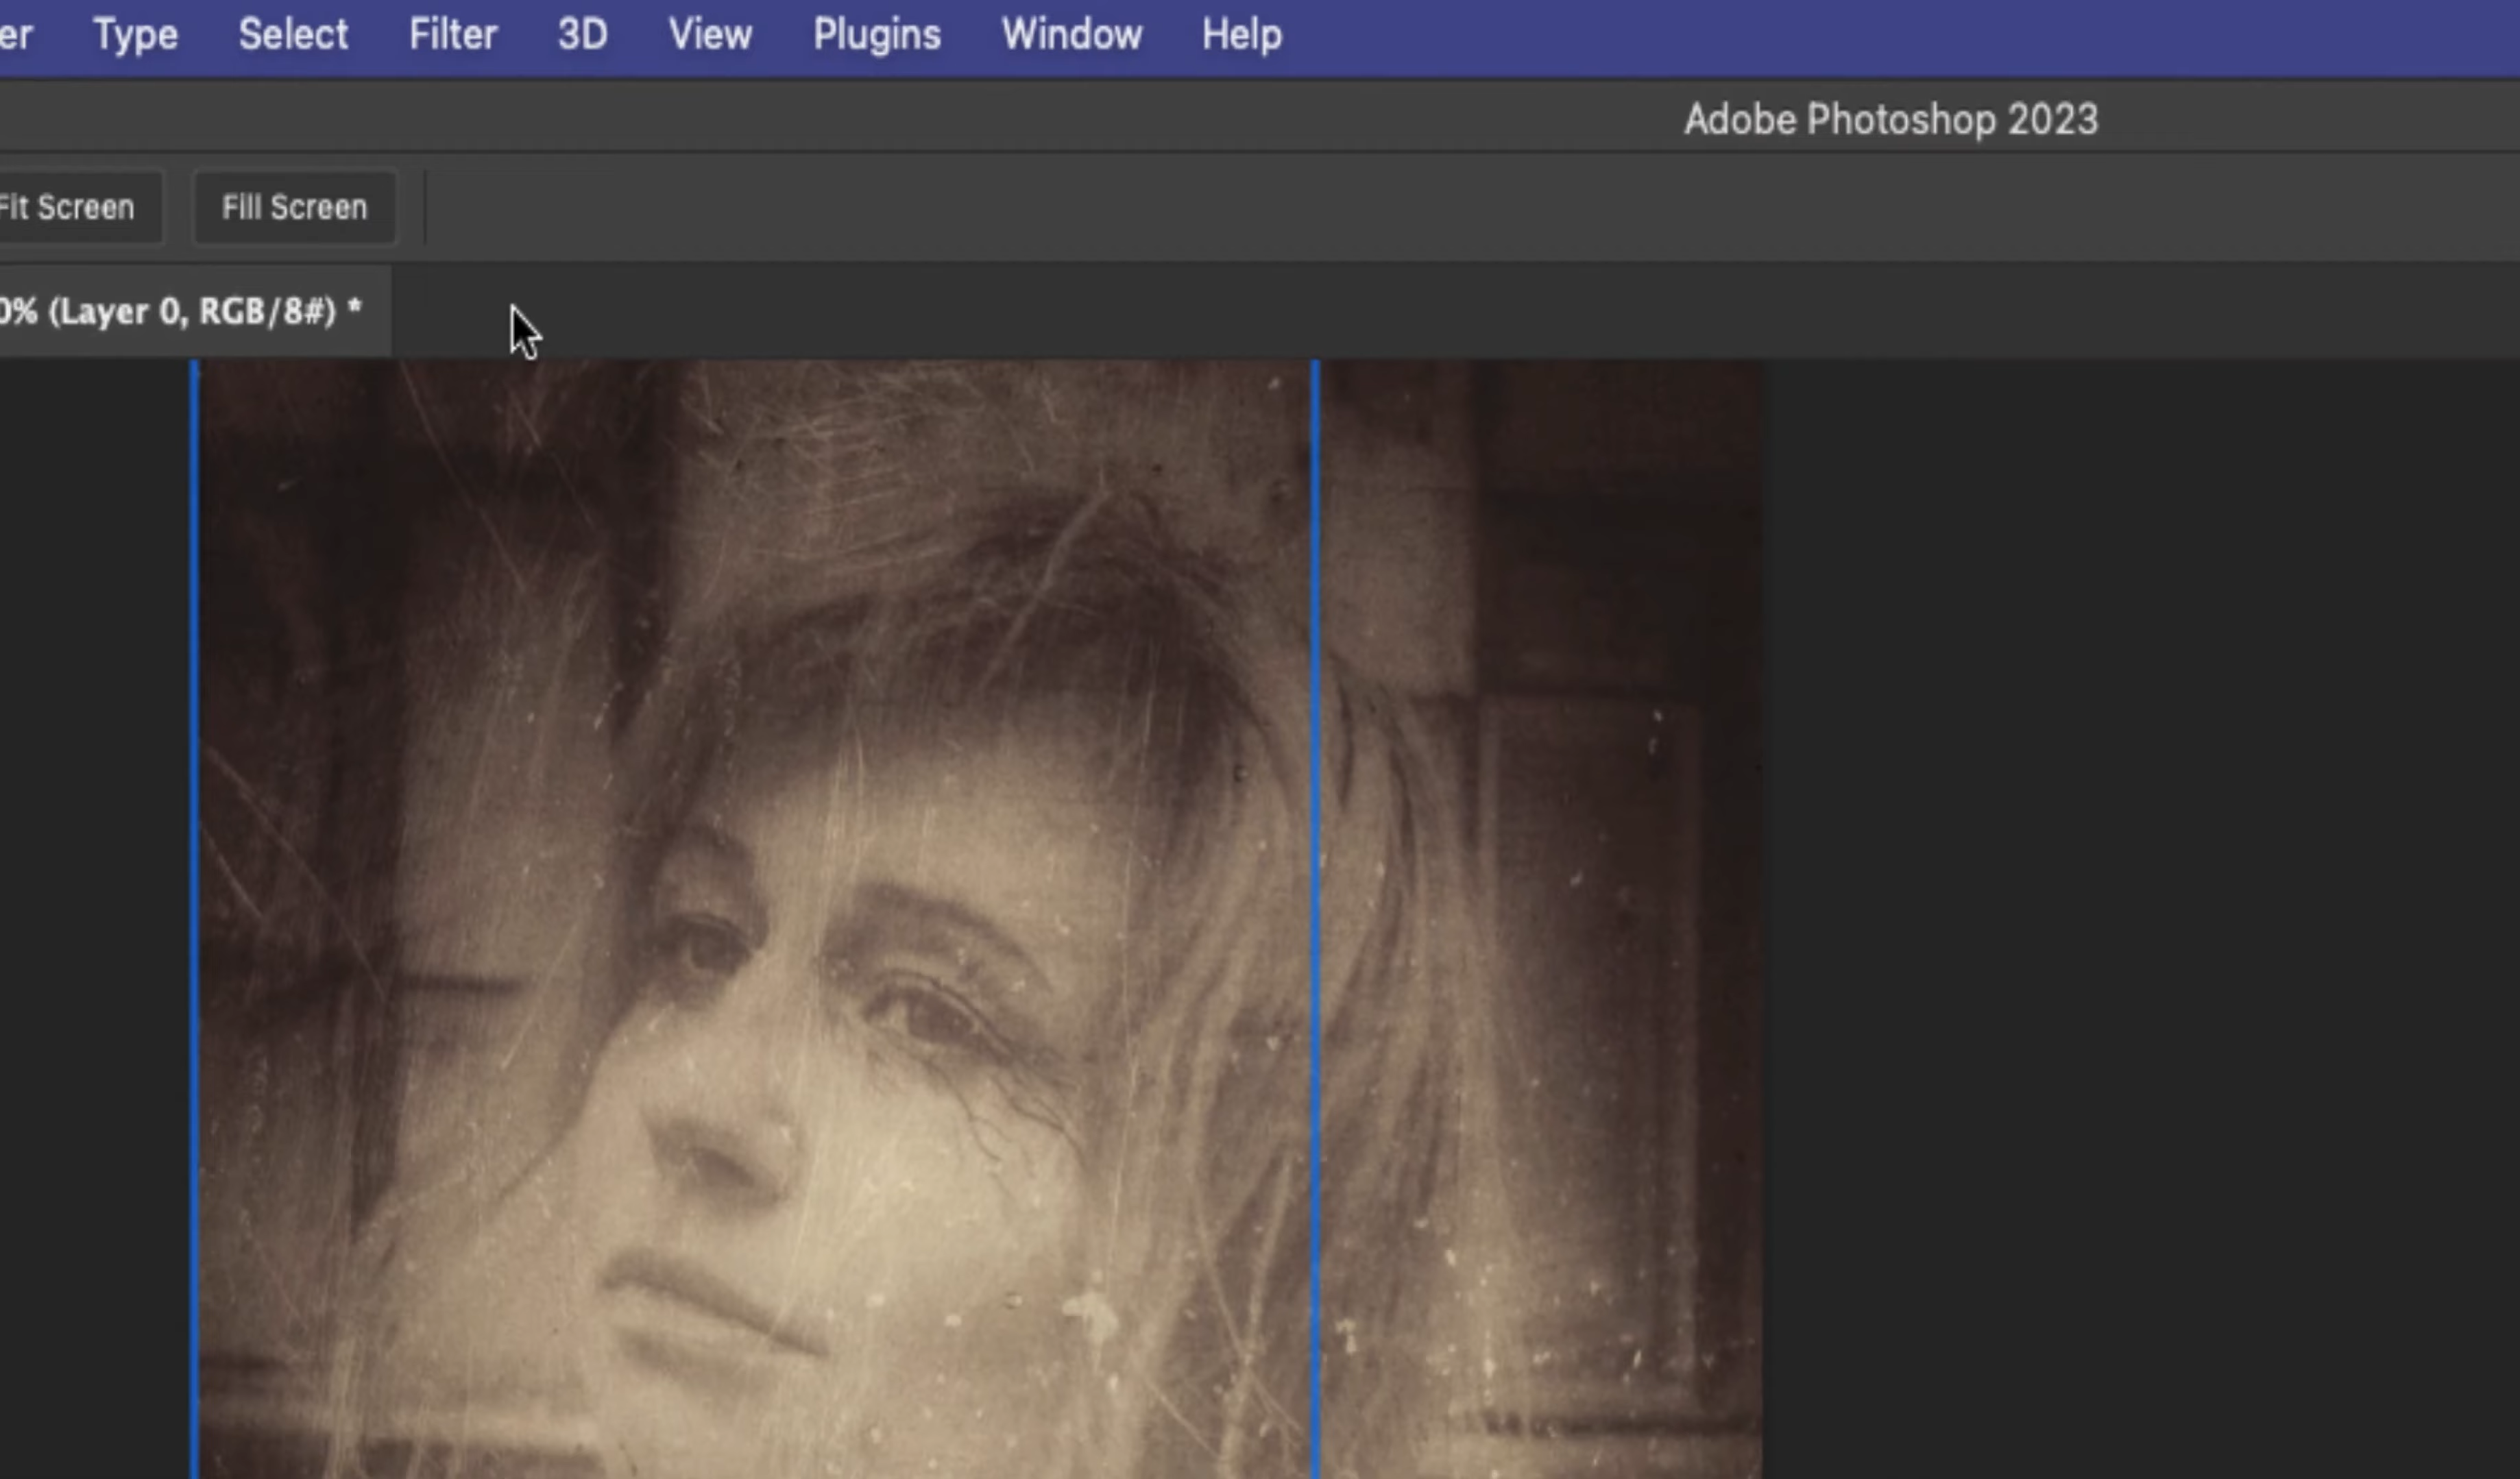 er Type Select Filter 3D View Plugins Window Help
Adobe Photoshop 2023
Fit Screen Fill Screen
0% (Layer 0, RGB/8#) *